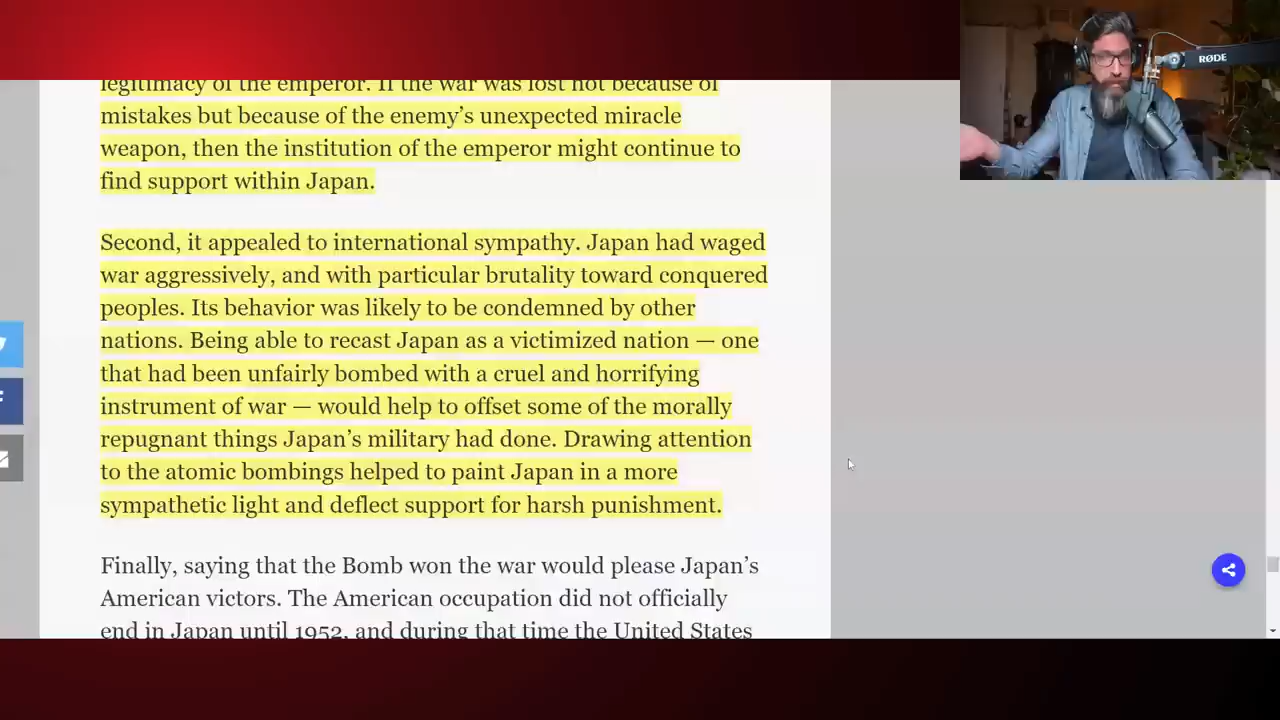 legitimacy of the emperor. If the war was lost not because of
mistakes but because of the enemy’s unexpected miracle
weapon, then the institution of the emperor might continue to
find support within Japan.
Second, it appealed to international sympathy. Japan had waged
war aggressively, and with particular brutality toward conquered
peoples. Its behavior was likely to be condemned by other
nations. Being able to recast Japan as a victimized nation — one
that had been unfairly bombed with a cruel and horrifying
instrument of war — would help to offset some of the morally
repugnant things Japan’s military had done. Drawing attention
to the atomic bombings helped to paint Japan in a more
sympathetic light and deflect support for harsh punishment.
Finally, saying that the Bomb won the war would please Japan’s
American victors. The American occupation did not officially
end in Japan until 1952, and during that time the United States
RØDE